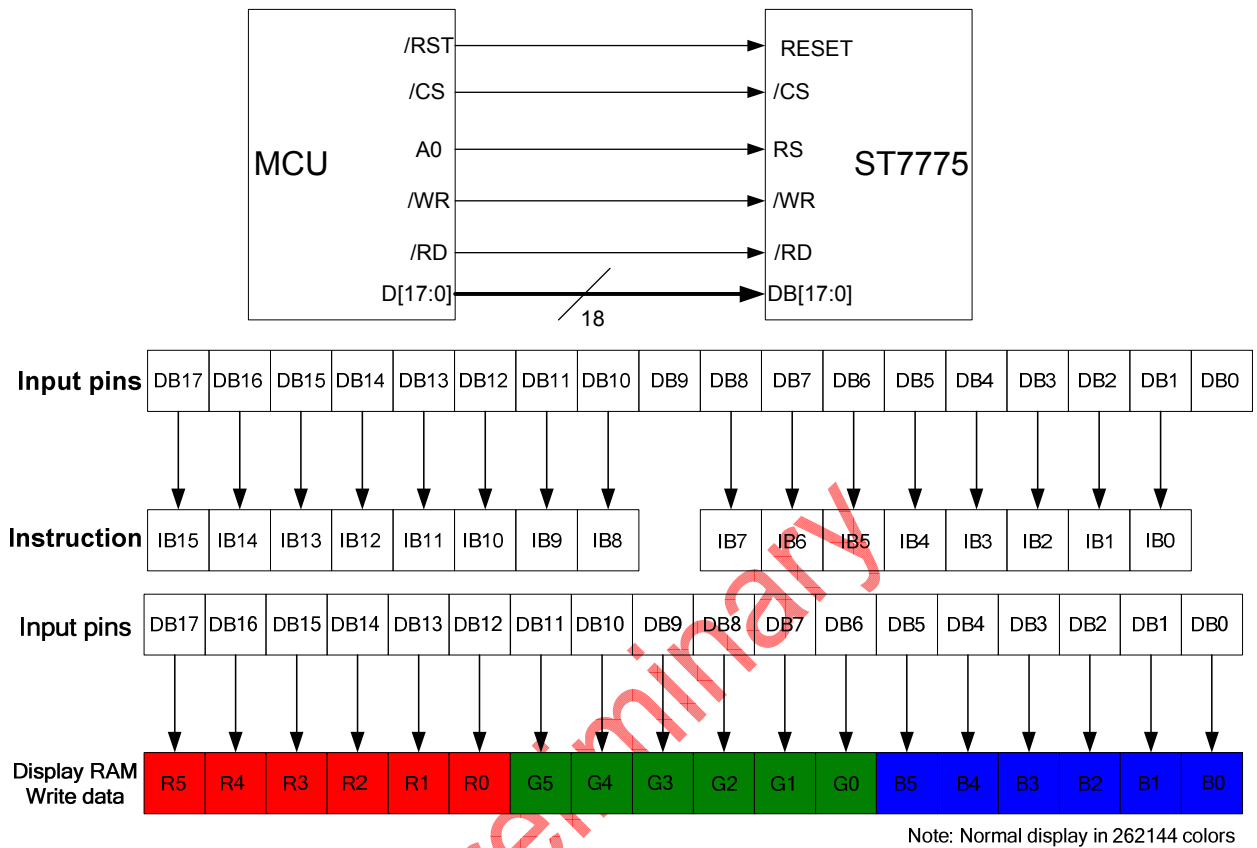 /RST RESET
/CS /CS
MCU A0 RS ST7775
/WR /WR
/RD /RD
D[17:0] DB[17:0]
18
Input pins DB17 DB16 DB15 DB14 DB13 DB12 DB11 DB10 DB9 DB8 DB7 DB6 DB5 DB4 DB3 DB2 DB1 DB0
Instruction IB15 IB14 IB13 IB12 IB11 IB10 IB9 IB8 IB7 IB6 IB5 IB4 IB3 IB2 IB1 IB0
Input pins DB17 DB16 DB15 DB14 DB13 DB12 DB11 DB10 DB9 DB8 DB7 DB6 DB5 DB4 DB3 DB2 DB1 DB0
Display RAM
Write data
R5 R4 R3 R2 R1 R0 G5 G4 G3 G2 G1 G0 B5 B4 B3 B2 B1 B0
Note: Normal display in 262144 colors
eliminary